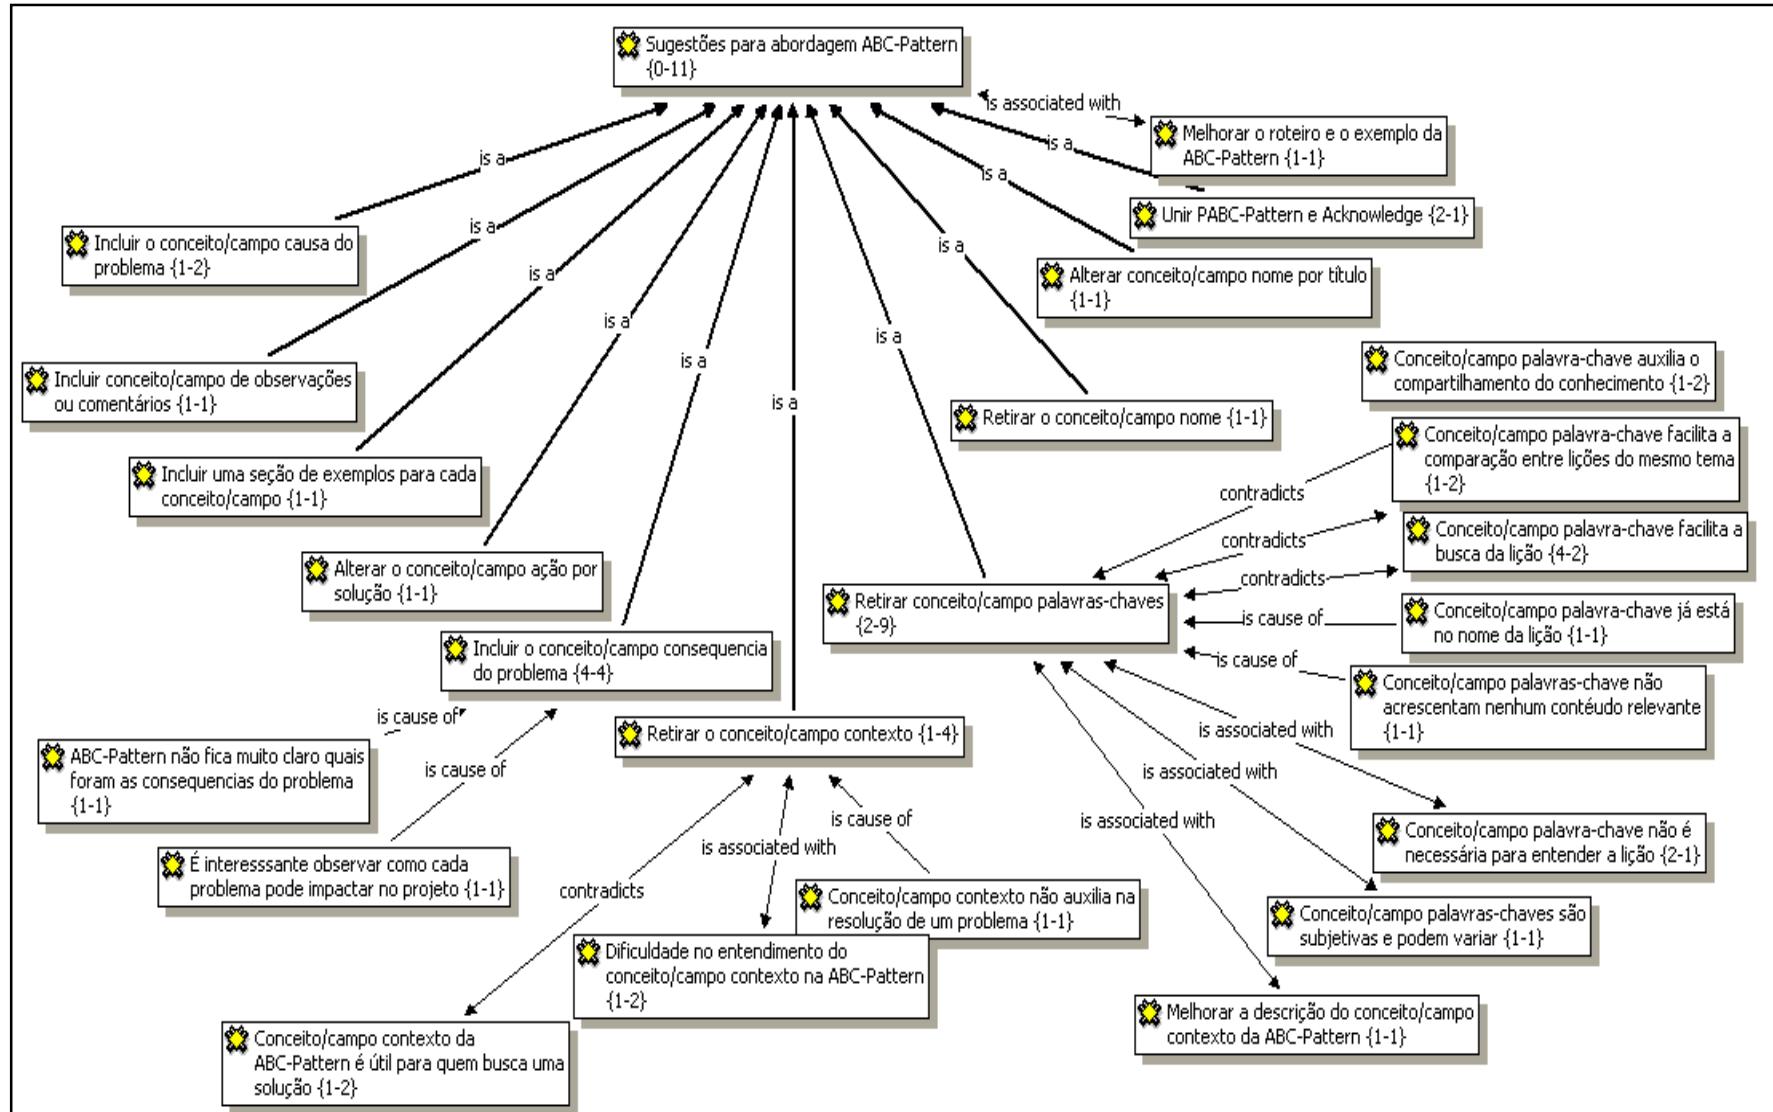 Sugestões para abordagem ABC-Pattern
{0-11}
is associated with
Melhorar o roteiro e o exemplo da
ABC-Pattern {1-1}
is a
is a
Unir PABC-Pattern e Acknowledge {2-1}
is a
is a
is a
Incluir o conceito/campo causa do
problema {1-2}
is a
Alterar conceito/campo nome por título
{1-1}
is a
is a
is a
is a
Incluir conceito/campo de observações
ou comentários {1-1}
is a
Conceito/campo palavra-chave auxilia o
compartilhamento do conhecimento {1-2}
Retirar o conceito/campo nome {1-1}
Conceito/campo palavra-chave facilita a
comparação entre lições do mesmo tema
{1-2}
Incluir uma seção de exemplos para cada
conceito/campo {1-1}
contradicts
Conceito/campo palavra-chave facilita a
busca da lição {4-2}
contradicts
Alterar o conceito/campo ação por
solução {1-1}
contradicts
Retirar conceito/campo palavras-chaves
{2-9}
Conceito/campo palavra-chave já está
no nome da lição {1-1}
is cause of
Incluir o conceito/campo consequencia
do problema {4-4}
is cause of
Conceito/campo palavras-chave não
acrescentam nenhum contéudo relevante
{1-1}
is cause of
Retirar o conceito/campo contexto {1-4}
is associated with
ABC-Pattern não fica muito claro quais
foram as consequencias do problema
{1-1}
is cause of
is associated with
is associated with
is cause of
is associated with
Conceito/campo palavra-chave não é
necessária para entender a lição {2-1}
É interesssante observar como cada
problema pode impactar no projeto {1-1}
contradicts
Conceito/campo contexto não auxilia na
resolução de um problema {1-1}
Conceito/campo palavras-chaves são
subjetivas e podem variar {1-1}
Dificuldade no entendimento do
conceito/campo contexto na ABC-Pattern
{1-2}
Melhorar a descrição do conceito/campo
contexto da ABC-Pattern {1-1}
Conceito/campo contexto da
ABC-Pattern é útil para quem busca uma
solução {1-2}